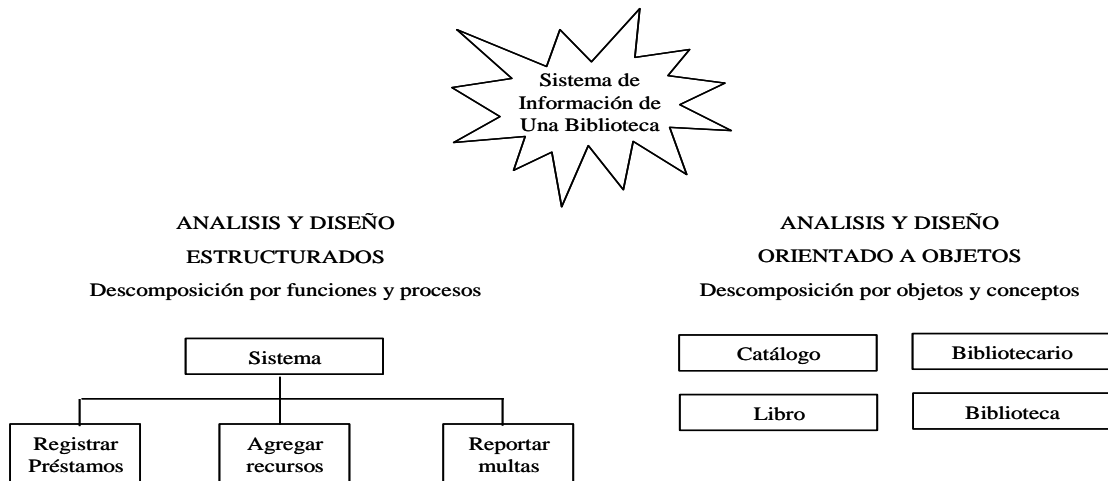 Sistema de
Información de
Una Biblioteca
ANALISIS Y DISEÑO
ESTRUCTURADOS
Descomposición por funciones y procesos
Sistema
Registrar
Préstamos
Agregar
recursos
Reportar
multas
ANALISIS Y DISEÑO
ORIENTADO A OBJETOS
Descomposición por objetos y conceptos
Catálogo
Bibliotecario
Libro
Biblioteca